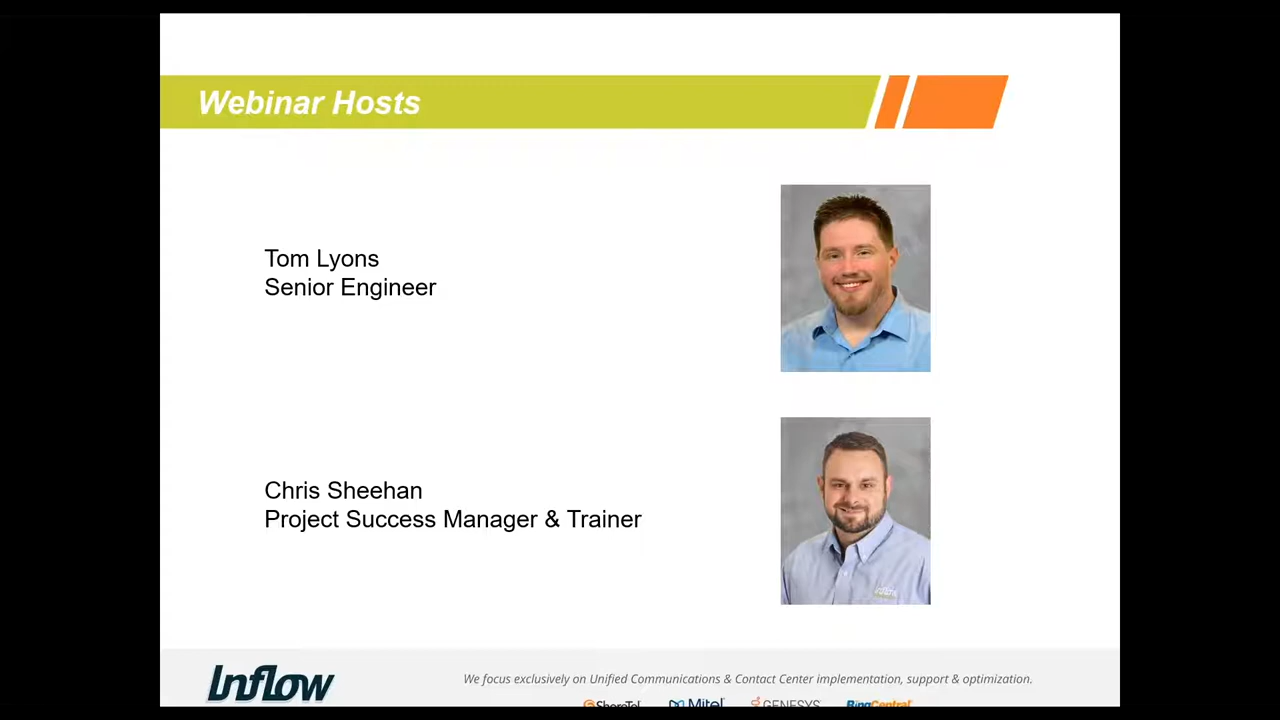 Webinar Hosts
Tom Lyons
Senior Engineer
Chris Sheehan
Project Success Manager & Trainer
Inflow
We focus exclusively on Unified Communications & Contact Center implementation, support & optimization.
ShoreTel Mitel GENESYS RingCentral